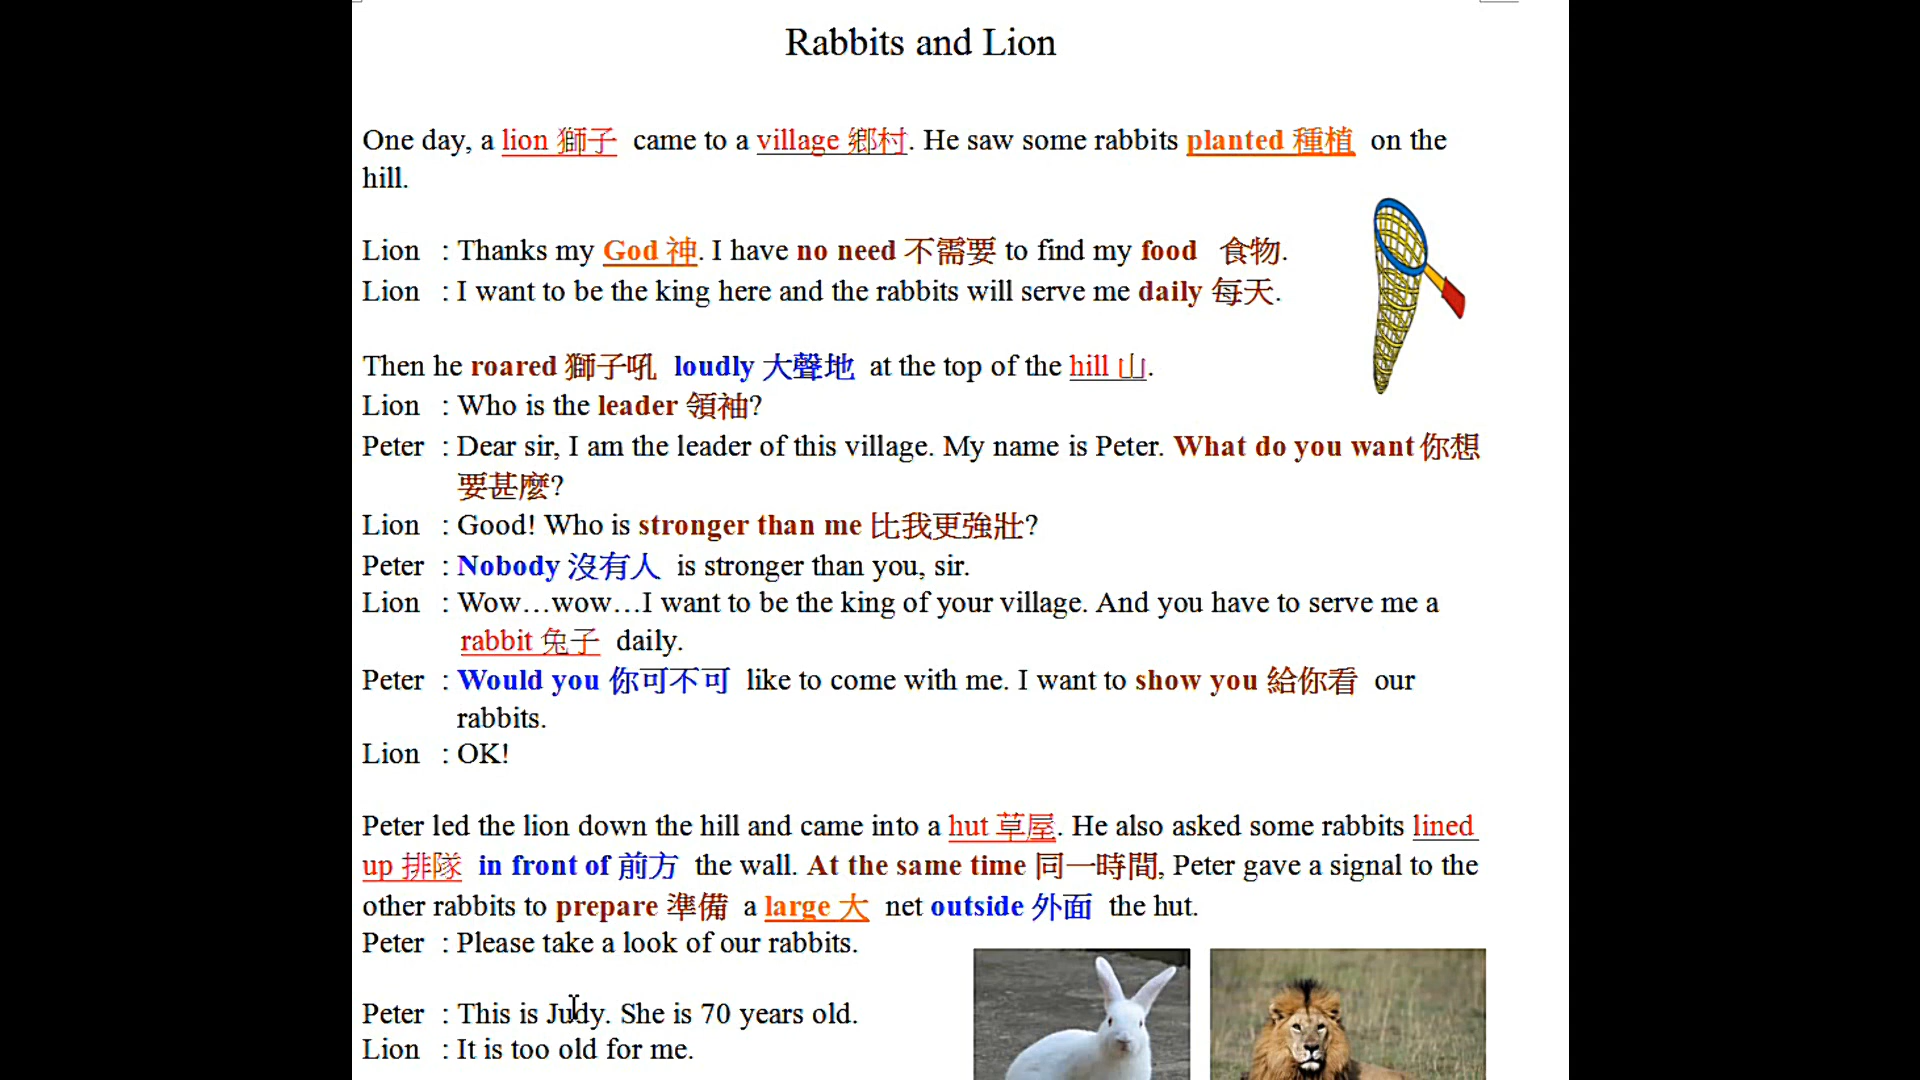 Rabbits and Lion
One day, a lion 獅子 came to a village 鄉村. He saw some rabbits planted 種植 on the
hill.
Lion : Thanks my God 神. I have no need 不需要 to find my food 食物.
Lion : I want to be the king here and the rabbits will serve me daily 每天.
Then he roared 獅子吼 loudly 大聲地 at the top of the hill 山.
Lion : Who is the leader 領袖?
Peter : Dear sir, I am the leader of this village. My name is Peter. What do you want 你想
要甚麼?
Lion : Good! Who is stronger than me 比我更強壯?
Peter : Nobody 沒有人 is stronger than you, sir.
Lion : Wow…wow…I want to be the king of your village. And you have to serve me a
rabbit 兔子 daily.
Peter : Would you 你可不可 like to come with me. I want to show you 給你看 our
rabbits.
Lion : OK!
Peter led the lion down the hill and came into a hut 草屋. He also asked some rabbits lined
up 排隊 in front of 前方 the wall. At the same time 同一時間, Peter gave a signal to the
other rabbits to prepare 準備 a large 大 net outside 外面 the hut.
Peter : Please take a look of our rabbits.
Peter : This is Judy. She is 70 years old.
Lion : It is too old for me.